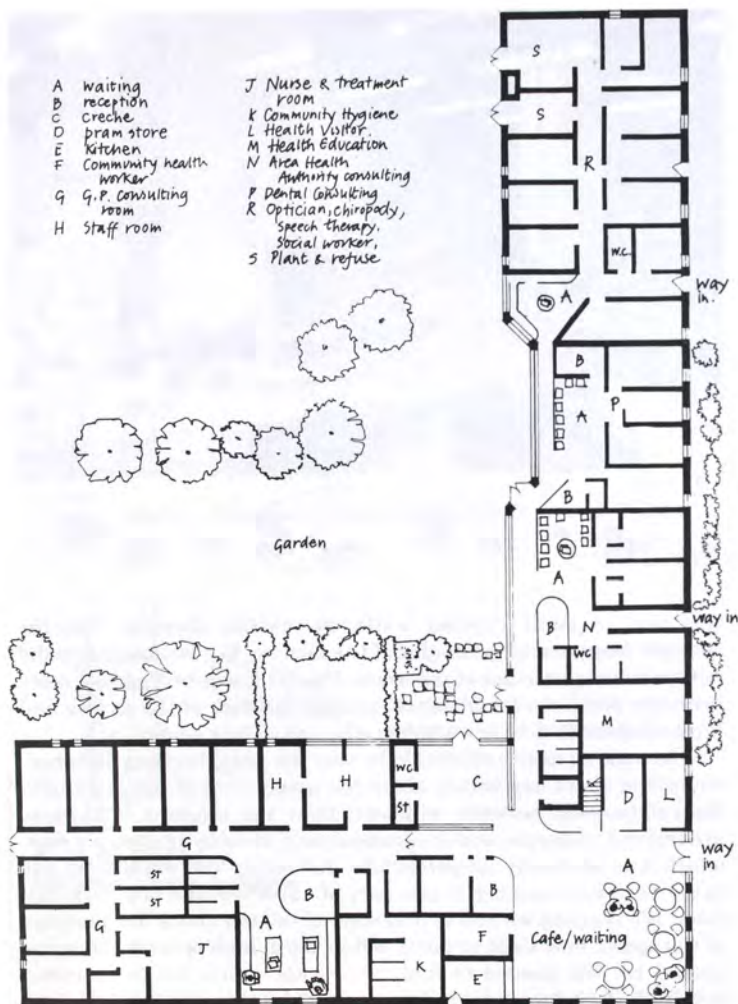 A waiting
B reception
C creche
D pram store
E kitchen
F Community health
worker
G G.P. Consulting
room
H Staff room
J Nurse & treatment
room
K Community Hygiene
L Health Visitor.
M Health Education
N Area Health
Authority consulting
P Dental Consulting
R Optician, chiropody,
Speech therapy.
Social worker.
S Plant & refuse
S
S
R
W.C.
A
way
in.
B
A
P
B
Garden
A
B
N
way in
WC
M
H
H
WC
C
K
D
L
ST
G
A
way
in
ST
ST
B
B
G
J
A
F
Cafe/waiting
E